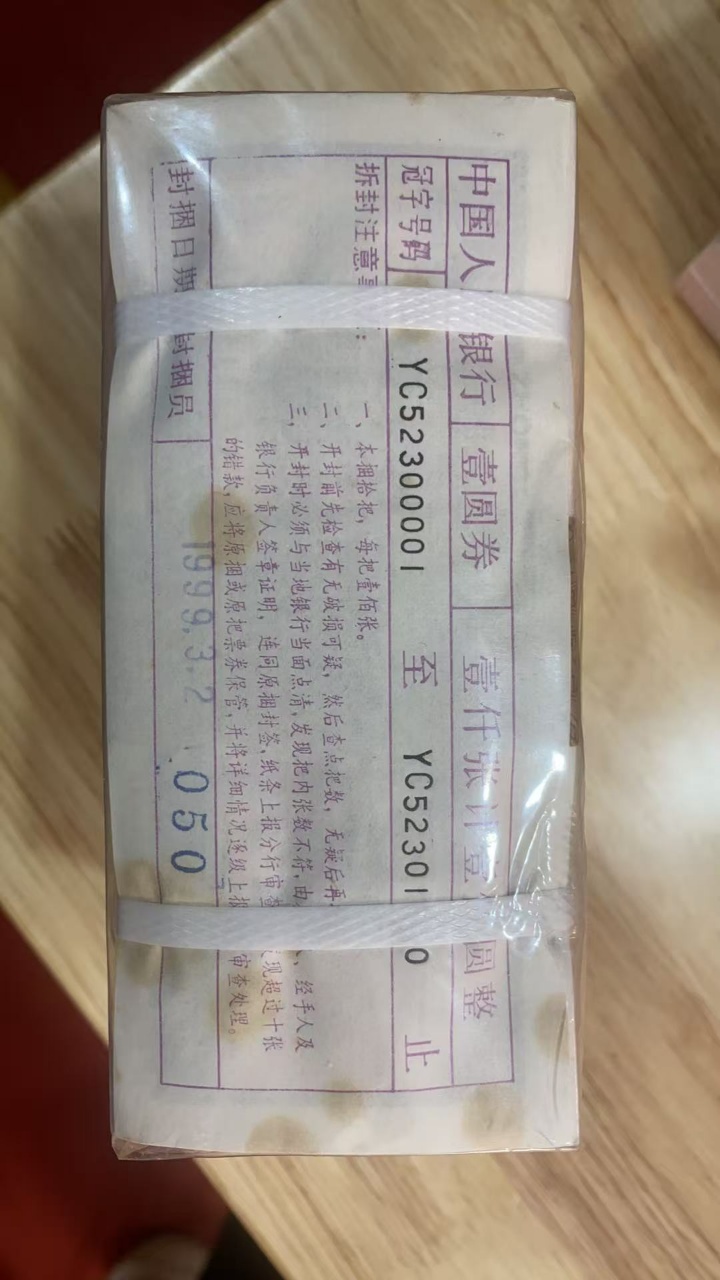 中国人 银行 壹圆券 壹仟张计壹 圆整
冠字号码 YC5230001 至 YC52301 0 止
拆封注意事 ：
一、本捆拾把，每把壹佰张。
二、开封前先检查有无破损可疑，然后查点把数，无疑后再
三、开封时必须与当地银行当面点清，发现把内张数不符，由 、经手人及
银行负责人签章证明，连同原捆封签，纸条上报分行审查 现超过十张
的错款，应将原捆或原把票券保管，并将详细情况逐级上报 审查处理。
封捆日期 封捆员 1999.3.2 050